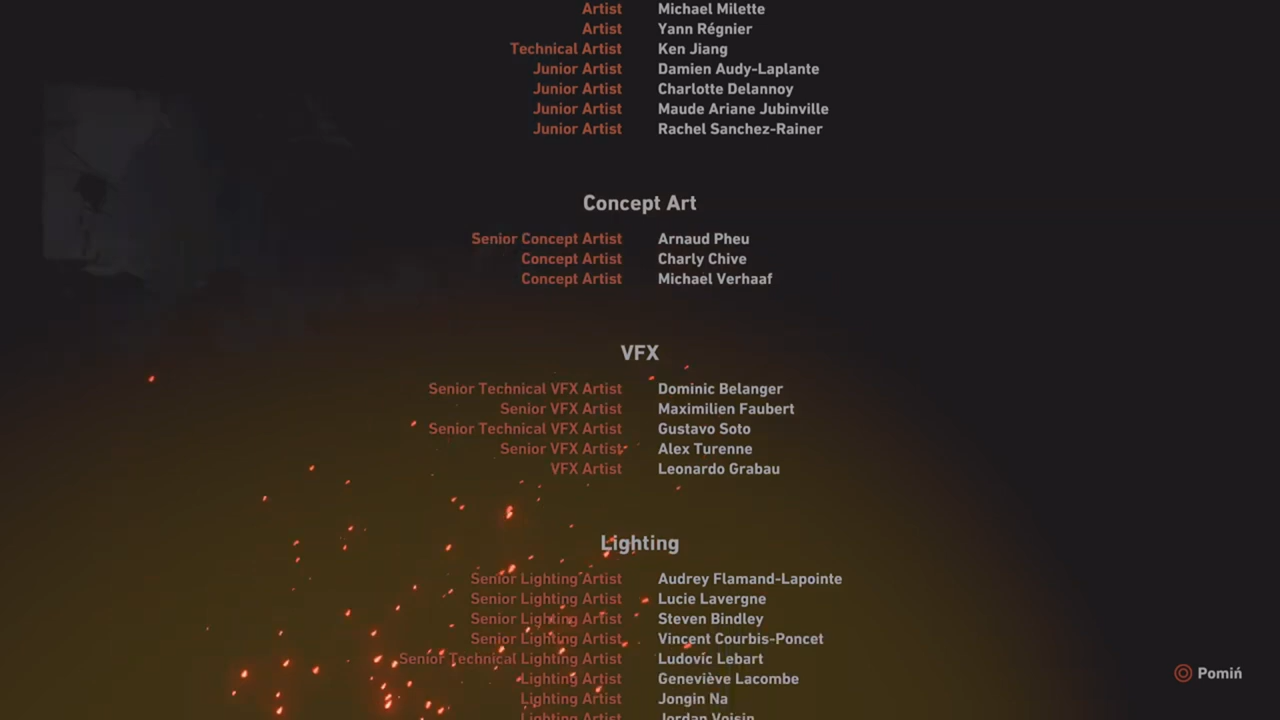 Artist Michael Milette
Artist Yann Régnier
Technical Artist Ken Jiang
Junior Artist Damien Audy-Laplante
Junior Artist Charlotte Delannoy
Junior Artist Maude Ariane Jubinville
Junior Artist Rachel Sanchez-Rainer
Concept Art
Senior Concept Artist Arnaud Pheu
Concept Artist Charly Chive
Concept Artist Michael Verhaaf
VFX
Senior Technical VFX Artist Dominic Belanger
Senior VFX Artist Maximilien Faubert
Senior Technical VFX Artist Gustavo Soto
Senior VFX Artist Alex Turenne
VFX Artist Leonardo Grabau
Lighting
Senior Lighting Artist Audrey Flamand-Lapointe
Senior Lighting Artist Lucie Lavergne
Senior Lighting Artist Steven Bindley
Senior Lighting Artist Vincent Courbis-Poncet
Senior Technical Lighting Artist Ludovíc Lebart
Lighting Artist Geneviève Lacombe
Pomiń
Lighting Artist Jongin Na
Lighting Artist Jordan Voisin